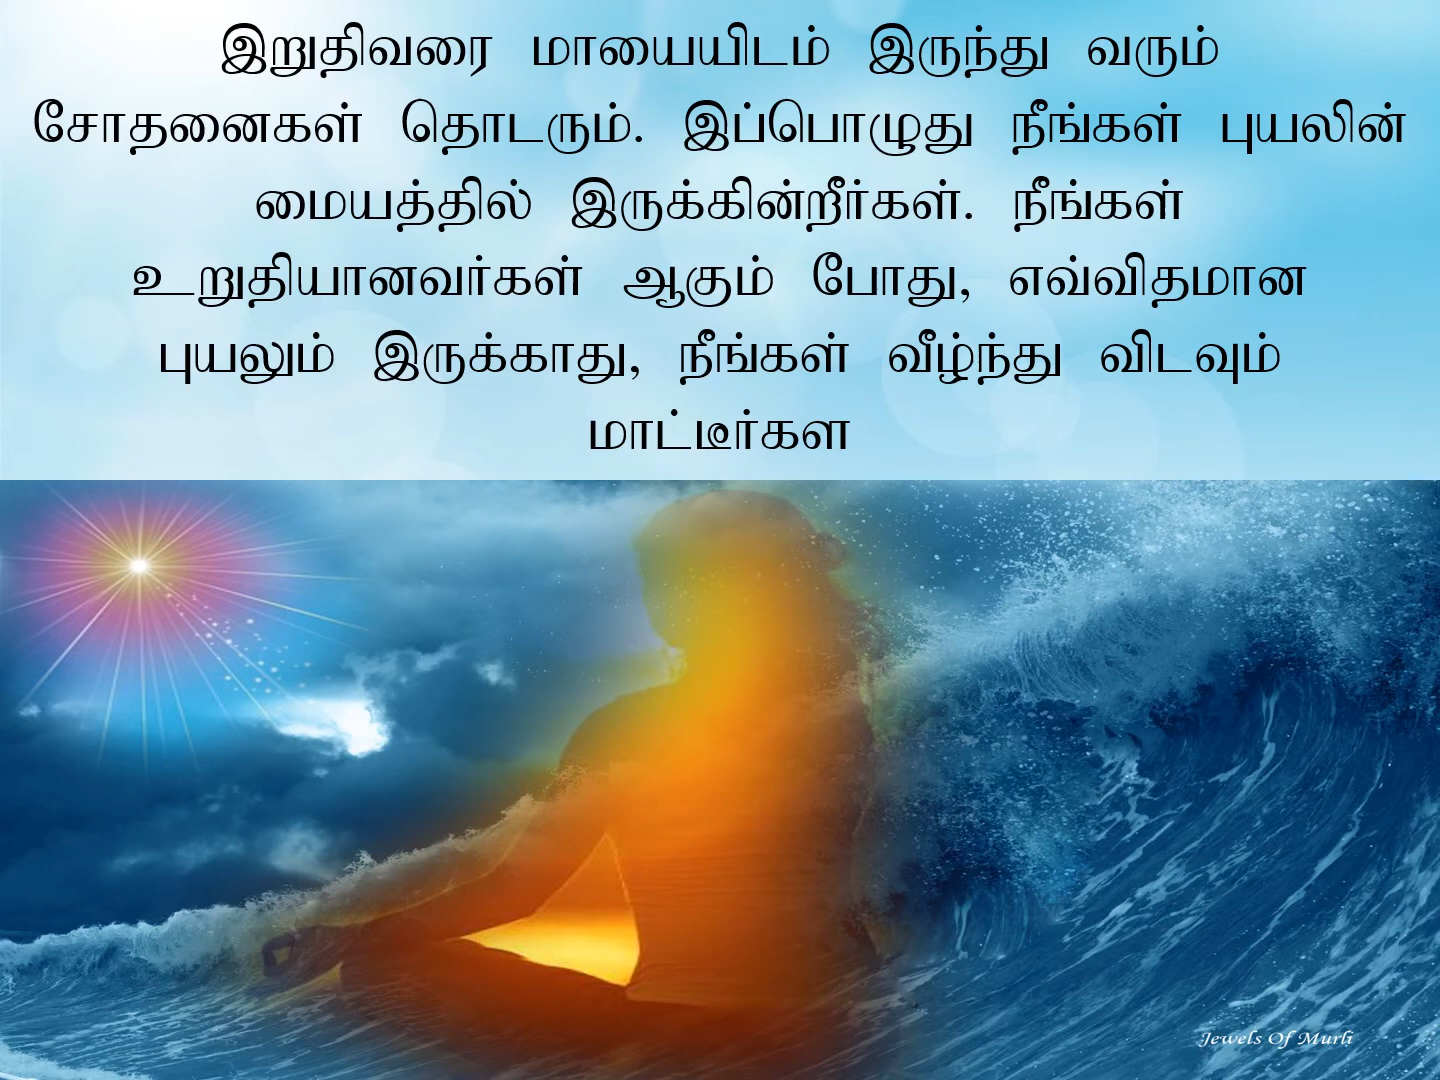 இறுதிவரை மாயையிடம் இருந்து வரும்
சோதனைகள் தொடரும். இப்பொழுது நீங்கள் புயலின்
மையத்தில் இருக்கின்றீர்கள். நீங்கள்
உறுதியானவர்கள் ஆகும் போது, எவ்விதமான
புயலும் இருக்காது, நீங்கள் வீழ்ந்து விடவும்
மாட்டீர்கள
Jewels Of Murli